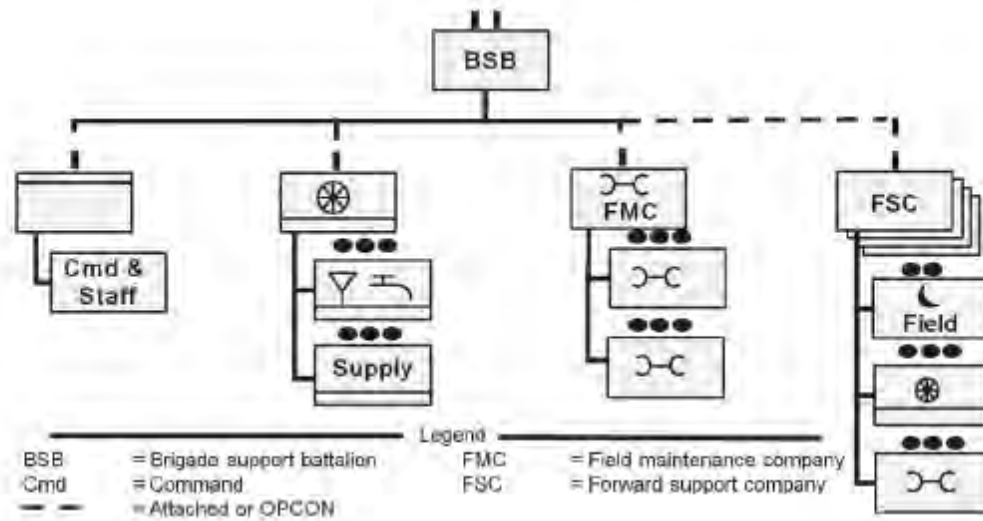 BSB
FMC
FSC
Cmd &
Staff
Field
Supply
Legend
BSB = Brigade support battalion
FMC = Field maintenance company
Cmd = Command
FSC = Forward support company
= Attached or OPCON